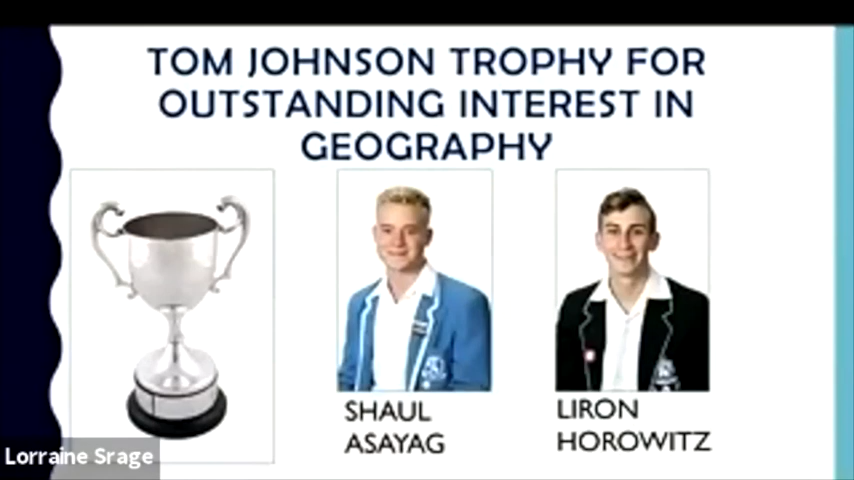 TOM JOHNSON TROPHY FOR
OUTSTANDING INTEREST IN
GEOGRAPHY
SHAUL
ASAYAG
LIRON
HOROWITZ
Lorraine Srage